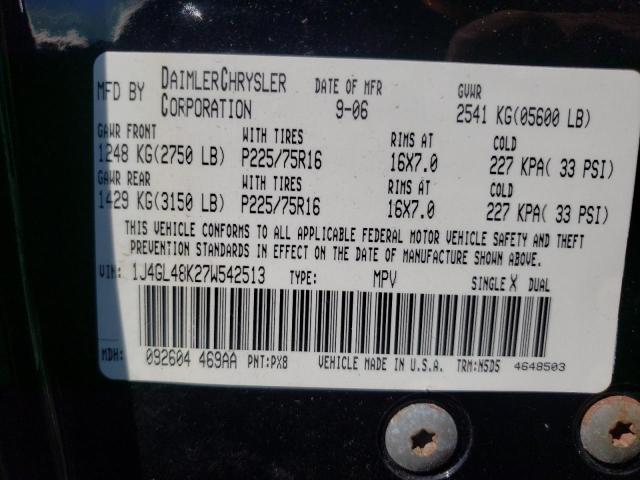 MFD BY DAIMLERCHRYSLER CORPORATION DATE OF MFR 9-06 GVWR 2541 KG(05600 LB)
GAWR FRONT WITH TIRES RIMS AT COLD
1248 KG(2750 LB) P225/75R16 16X7.0 227 KPA( 33 PSI)
GAWR REAR WITH TIRES RIMS AT COLD
1429 KG(3150 LB) P225/75R16 16X7.0 227 KPA( 33 PSI)
THIS VEHICLE CONFORMS TO ALL APPLICABLE FEDERAL MOTOR VEHICLE SAFETY AND THEFT
PREVENTION STANDARDS IN EFFECT ON THE DATE OF MANUFACTURE SHOWN ABOVE.
VIN: 1J4GL48K27W542513 TYPE: MPV SINGLE X DUAL
MDH: 092604 469AA PNT:PX8 VEHICLE MADE IN U.S.A. TRM:N5D5 4648503